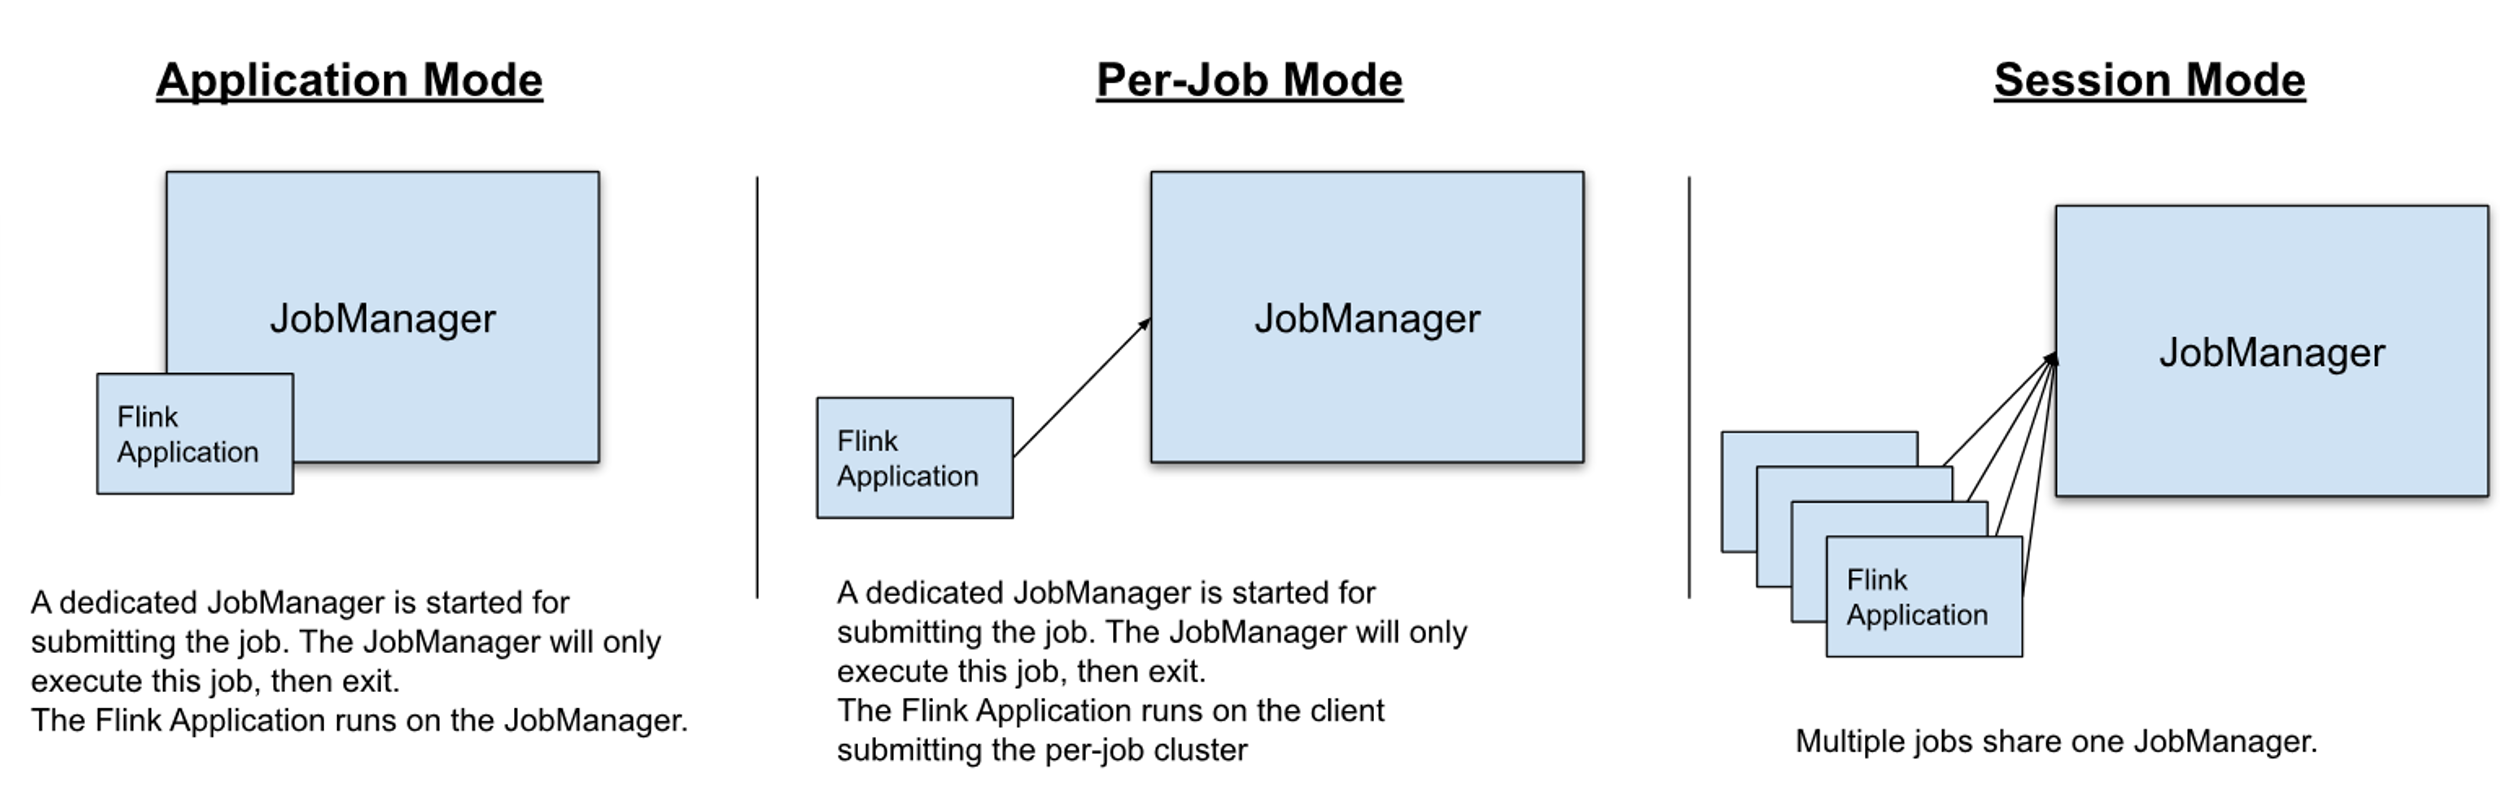 Application Mode
JobManager
Flink
Application
A dedicated JobManager is started for
submitting the job. The JobManager will only
execute this job, then exit.
The Flink Application runs on the JobManager.
Per-Job Mode
JobManager
Flink
Application
A dedicated JobManager is started for
submitting the job. The JobManager will only
execute this job, then exit.
The Flink Application runs on the client
submitting the per-job cluster
Session Mode
JobManager
Flink
Application
Multiple jobs share one JobManager.